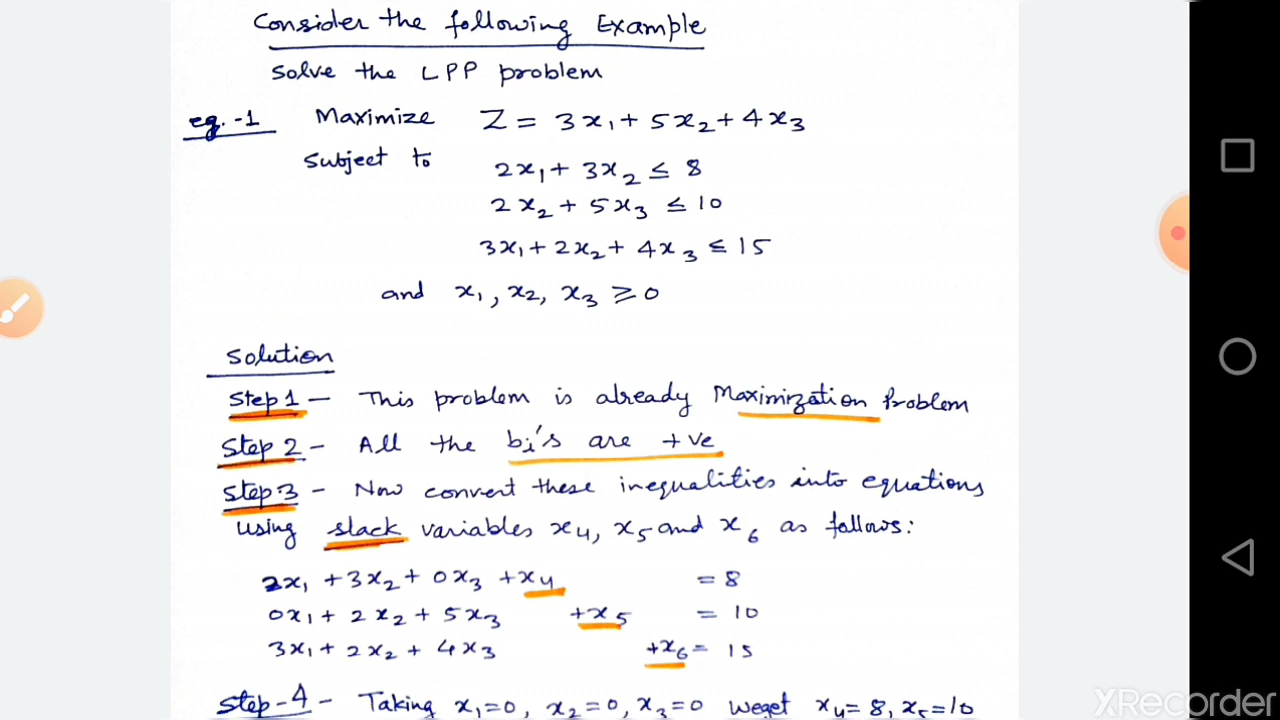 Consider the following Example
Solve the LPP problem
eg.-1 Maximize Z = 3x₁ + 5x₂ + 4x₃
Subject to 2x₁ + 3x₂ ≤ 8
2x₂ + 5x₃ ≤ 10
3x₁ + 2x₂ + 4x₃ ≤ 15
and x₁, x₂, x₃ ≥ 0
Solution
Step 1 – This problem is already Maximization Problem
Step 2 – All the bᵢ's are +ve
Step 3 – Now convert these inequalities into equations
using slack variables x₄, x₅ and x₆ as follows:
2x₁ + 3x₂ + 0x₃ + x₄ = 8
0x₁ + 2x₂ + 5x₃ + x₅ = 10
3x₁ + 2x₂ + 4x₃ + x₆ = 15
Step-4 – Taking x₁=0, x₂=0, x₃=0 we get x₄= 8, x₅=10
XRecorder